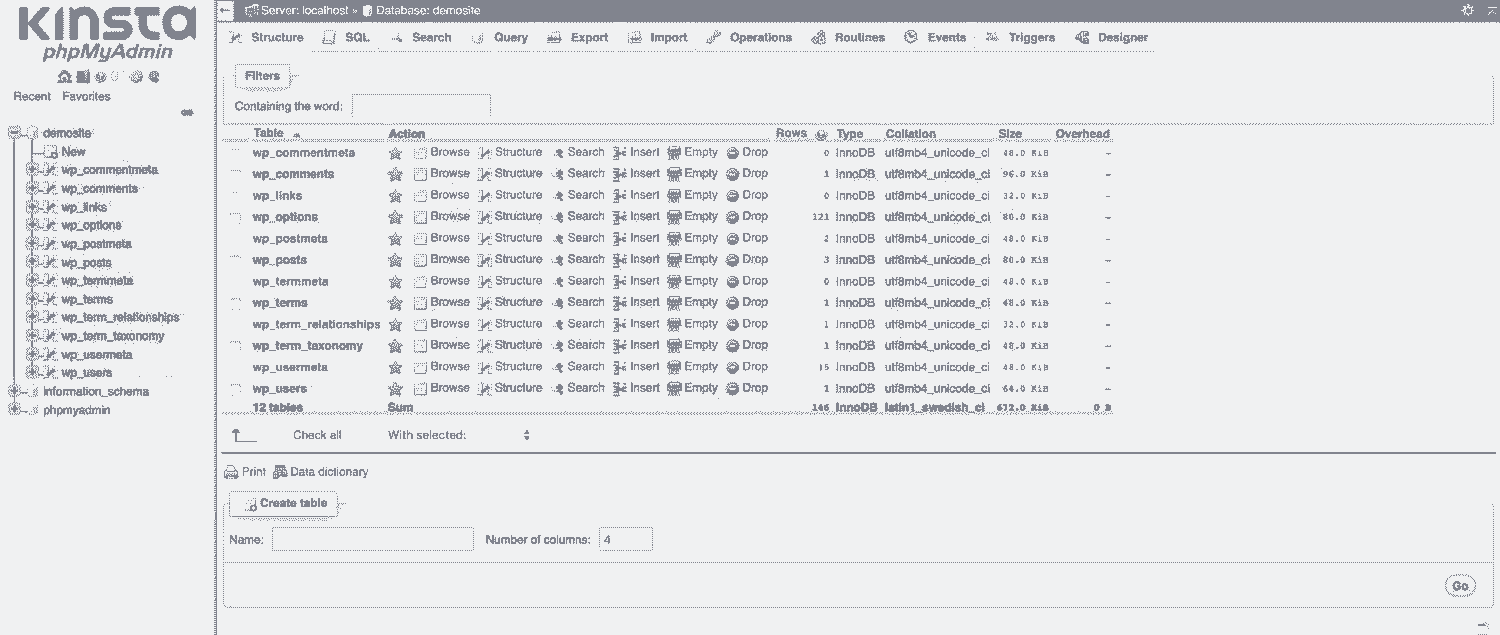 KINSTA
phpMyAdmin
Recent Favorites
demosite
New
wp_commentmeta
wp_comments
wp_links
wp_options
wp_postmeta
wp_posts
wp_termmeta
wp_terms
wp_term_relationships
wp_term_taxonomy
wp_usermeta
wp_users
information_schema
phpmyadmin
Server: localhost » Database: demosite
Structure SQL Search Query Export Import Operations Routines Events Triggers Designer
Filters
Containing the word:
Table Action Rows Type Collation Size Overhead
wp_commentmeta Browse Structure Search Insert Empty Drop 0 InnoDB utf8mb4_unicode_ci 48.0 KiB -
wp_comments Browse Structure Search Insert Empty Drop 1 InnoDB utf8mb4_unicode_ci 96.0 KiB -
wp_links Browse Structure Search Insert Empty Drop 0 InnoDB utf8mb4_unicode_ci 32.0 KiB -
wp_options Browse Structure Search Insert Empty Drop 121 InnoDB utf8mb4_unicode_ci 80.0 KiB -
wp_postmeta Browse Structure Search Insert Empty Drop 2 InnoDB utf8mb4_unicode_ci 48.0 KiB -
wp_posts Browse Structure Search Insert Empty Drop 3 InnoDB utf8mb4_unicode_ci 80.0 KiB -
wp_termmeta Browse Structure Search Insert Empty Drop 0 InnoDB utf8mb4_unicode_ci 48.0 KiB -
wp_terms Browse Structure Search Insert Empty Drop 1 InnoDB utf8mb4_unicode_ci 48.0 KiB -
wp_term_relationships Browse Structure Search Insert Empty Drop 1 InnoDB utf8mb4_unicode_ci 32.0 KiB -
wp_term_taxonomy Browse Structure Search Insert Empty Drop 1 InnoDB utf8mb4_unicode_ci 48.0 KiB -
wp_usermeta Browse Structure Search Insert Empty Drop 15 InnoDB utf8mb4_unicode_ci 48.0 KiB -
wp_users Browse Structure Search Insert Empty Drop 1 InnoDB utf8mb4_unicode_ci 64.0 KiB -
12 tables Sum 146 InnoDB latin1_swedish_ci 672.0 KiB 0 B
Check all With selected:
Print Data dictionary
Create table
Name: Number of columns: 4
Go